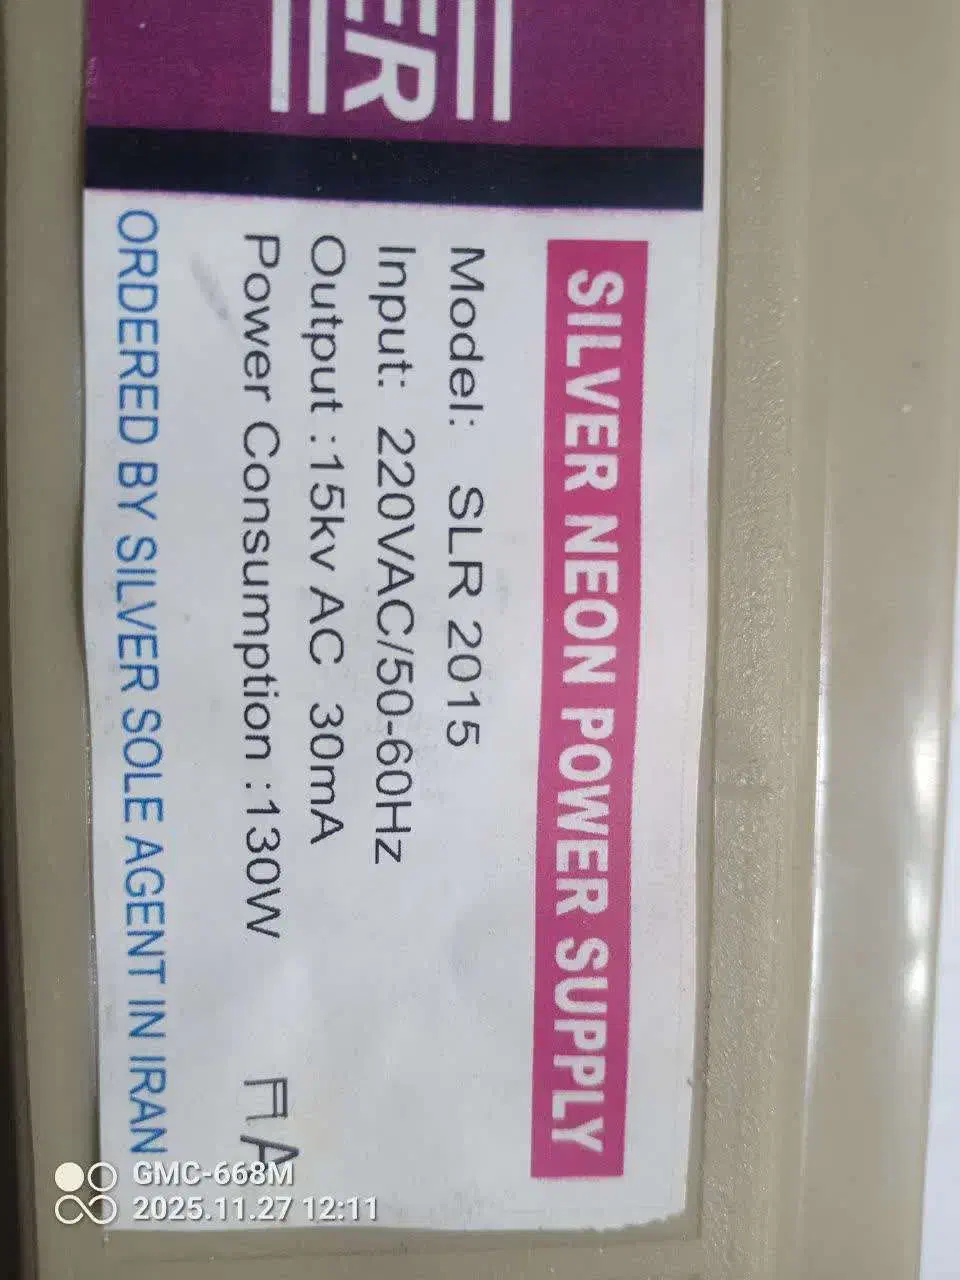 ER
SILVER NEON POWER SUPPLY
Model: SLR 2015
Input: 220VAC/50-60Hz
Output :15kv AC 30mA
Power Consumption :130W
A
ORDERED BY SILVER SOLE AGENT IN IRAN
GMC-668M
2025.11.27 12:11